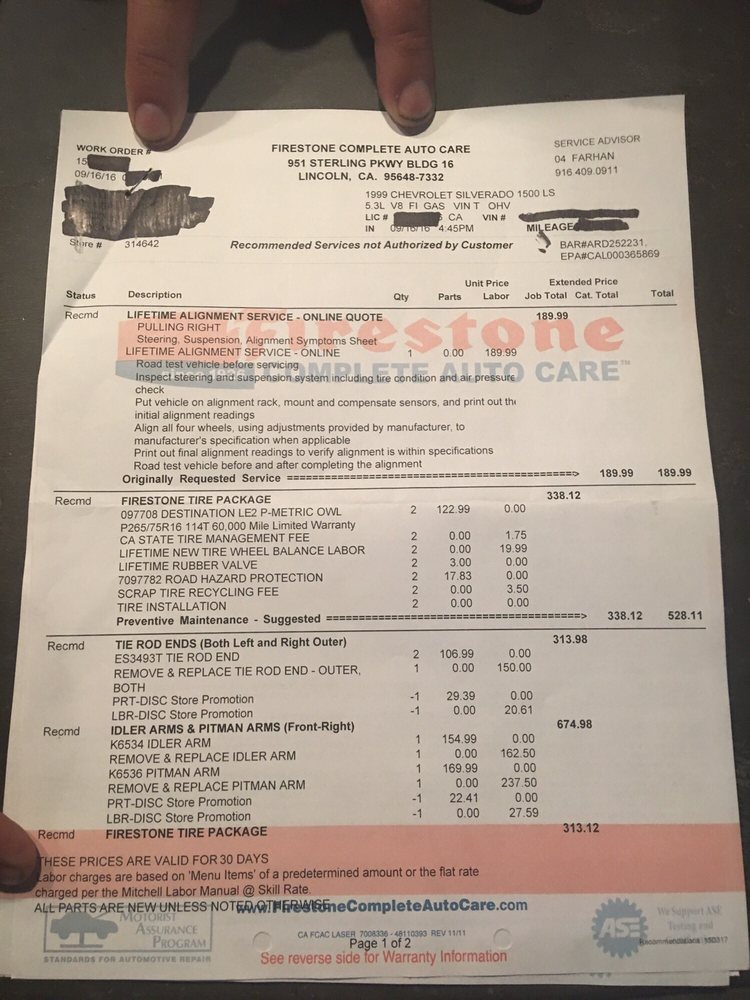 WORK ORDER #
15
09/16/16
Store # 314642
FIRESTONE COMPLETE AUTO CARE
951 STERLING PKWY BLDG 16
LINCOLN, CA. 95648-7332
SERVICE ADVISOR
04 FARHAN
916.409.0911
1999 CHEVROLET SILVERADO 1500 LS
5.3L V8 FI GAS VIN T OHV
LIC # CA VIN #
IN 09/16/16 4:45PM
MILEAGE
Recommended Services not Authorized by Customer
BAR#ARD252231.
EPA#CAL000365869
Unit Price Extended Price
Status Description Qty Parts Labor Job Total Cat. Total Total
Recmd LIFETIME ALIGNMENT SERVICE - ONLINE QUOTE 189.99
PULLING RIGHT
Steering, Suspension, Alignment Symptoms Sheet
LIFETIME ALIGNMENT SERVICE - ONLINE 1 0.00 189.99
Firestone
COMPLETE AUTO CARE™
Road test vehicle before servicing
Inspect steering and suspension system including tire condition and air pressure
check
Put vehicle on alignment rack, mount and compensate sensors, and print out the
initial alignment readings
Align all four wheels, using adjustments provided by manufacturer, to
manufacturer's specification when applicable
Print out final alignment readings to verify alignment is within specifications
Road test vehicle before and after completing the alignment
Originally Requested Service ==========================================> 189.99 189.99
Recmd FIRESTONE TIRE PACKAGE 338.12
097708 DESTINATION LE2 P-METRIC OWL 2 122.99 0.00
P265/75R16 114T 60,000 Mile Limited Warranty
CA STATE TIRE MANAGEMENT FEE 2 0.00 1.75
LIFETIME NEW TIRE WHEEL BALANCE LABOR 2 0.00 19.99
LIFETIME RUBBER VALVE 2 3.00 0.00
7097782 ROAD HAZARD PROTECTION 2 17.83 0.00
SCRAP TIRE RECYCLING FEE 2 0.00 3.50
TIRE INSTALLATION 2 0.00 0.00
Preventive Maintenance - Suggested =====================================> 338.12 528.11
Recmd TIE ROD ENDS (Both Left and Right Outer) 313.98
ES3493T TIE ROD END 2 106.99 0.00
REMOVE & REPLACE TIE ROD END - OUTER, 1 0.00 150.00
BOTH
PRT-DISC Store Promotion -1 29.39 0.00
LBR-DISC Store Promotion -1 0.00 20.61
Recmd IDLER ARMS & PITMAN ARMS (Front-Right) 674.98
K6534 IDLER ARM 1 154.99 0.00
REMOVE & REPLACE IDLER ARM 1 0.00 162.50
K6536 PITMAN ARM 1 169.99 0.00
REMOVE & REPLACE PITMAN ARM 1 0.00 237.50
PRT-DISC Store Promotion -1 22.41 0.00
LBR-DISC Store Promotion -1 0.00 27.59
Recmd FIRESTONE TIRE PACKAGE 313.12
THESE PRICES ARE VALID FOR 30 DAYS
Labor charges are based on 'Menu Items' of a predetermined amount or the flat rate
charged per the Mitchell Labor Manual @ Skill Rate.
ALL PARTS ARE NEW UNLESS NOTED OTHERWISE
www.FirestoneCompleteAutoCare.com
MOTORIST
ASSURANCE
PROGRAM
STANDARDS FOR AUTOMOTIVE REPAIR
CA FCAC LASER 7008336 - 48110393 REV 11/11
Page 1 of 2
See reverse side for Warranty Information
ASE
We Support ASE
Testing and
Recommendations 150317